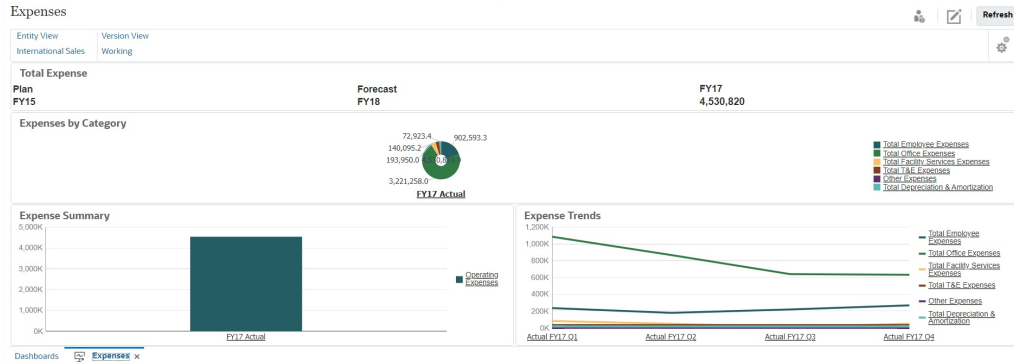 Expenses
Refresh
Entity View Version View
International Sales Working
Total Expense
Plan Forecast FY17
FY15 FY18 4,530,820
Expenses by Category
72,923.4 902,593.3
140,095.2
193,950.0
3,221,258.0
FY17 Actual
Total Employee Expenses
Total Office Expenses
Total Facility Services Expenses
Total T&E Expenses
Other Expenses
Total Depreciation & Amortization
Expense Summary
5,000K
4,000K
3,000K
2,000K
1,000K
0K
FY17 Actual
Operating
Expenses
Expense Trends
1,200K
1,000K
800K
600K
400K
200K
0K
Actual FY17 Q1 Actual FY17 Q2 Actual FY17 Q3 Actual FY17 Q4
Total Employee
Expenses
Total Office Expenses
Total Facility Services
Expenses
Total T&E Expenses
Other Expenses
Total Depreciation &
Amortization
Dashboards Expenses ×